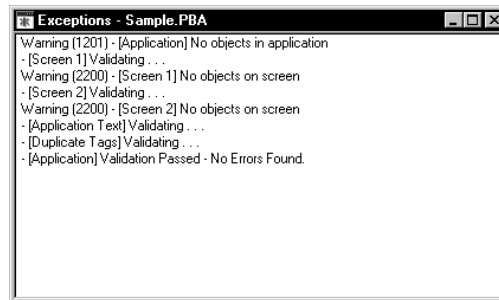 Exceptions - Sample.PBA
Warning (1201) - [Application] No objects in application
- [Screen 1] Validating . . .
Warning (2200) - [Screen 1] No objects on screen
- [Screen 2] Validating . . .
Warning (2200) - [Screen 2] No objects on screen
- [Application Text] Validating . . .
- [Duplicate Tags] Validating . . .
- [Application] Validation Passed - No Errors Found.